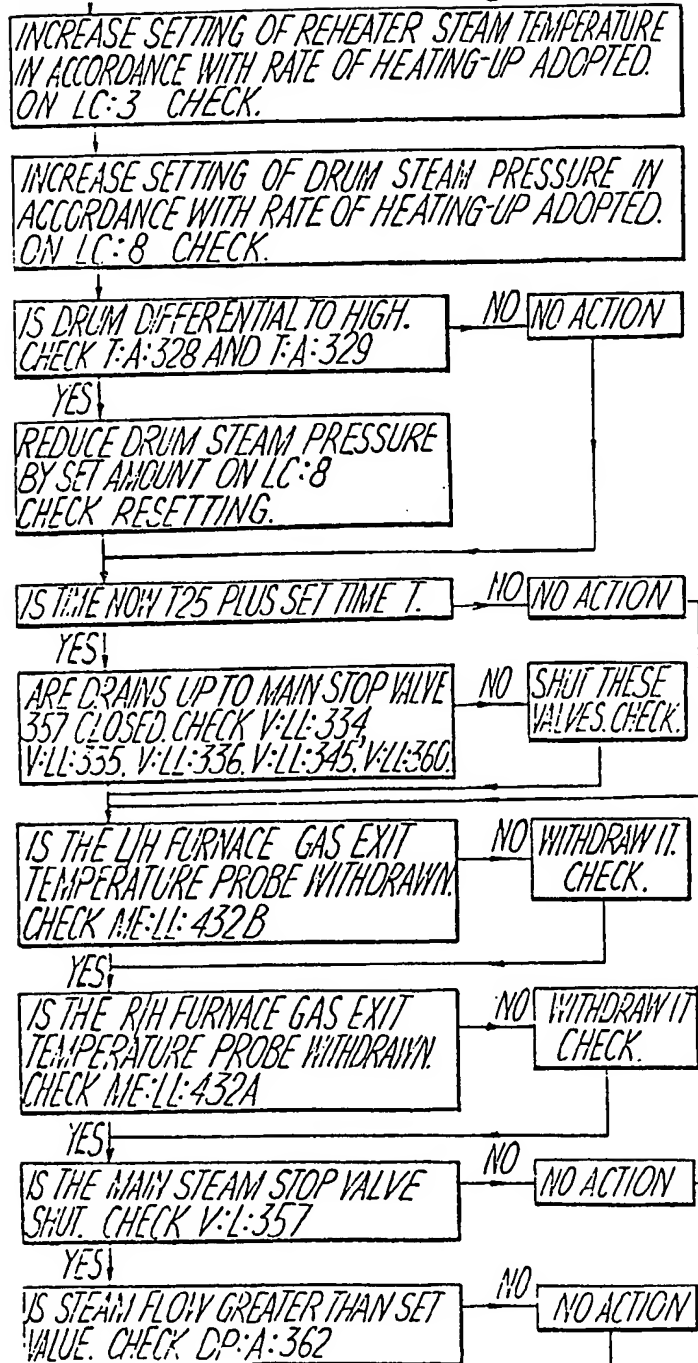 INCREASE SETTING OF REHEATER STEAM TEMPERATURE
IN ACCORDANCE WITH RATE OF HEATING-UP ADOPTED.
ON LC:3 CHECK.
INCREASE SETTING OF DRUM STEAM PRESSURE IN
ACCORDANCE WITH RATE OF HEATING-UP ADOPTED.
ON LC:8 CHECK.
IS DRUM DIFFERENTIAL TO HIGH.
CHECK T:A:328 AND T:A:329
NO
NO ACTION
YES
REDUCE DRUM STEAM PRESSURE
BY SET AMOUNT ON LC:8
CHECK RESETTING.
IS TIME NOW T25 PLUS SET TIME T.
NO
NO ACTION
YES
ARE DRAINS UP TO MAIN STOP VALVE
357 CLOSED. CHECK V:LL:334,
V:LL:335, V:LL:336, V:LL:345, V:LL:360.
NO
SHUT THESE
VALVES. CHECK.
IS THE L/H FURNACE GAS EXIT
TEMPERATURE PROBE WITHDRAWN.
CHECK ME:LL:432B
NO
WITHDRAW IT.
CHECK.
YES
IS THE R/H FURNACE GAS EXIT
TEMPERATURE PROBE WITHDRAWN.
CHECK ME:LL:432A
NO
WITHDRAW IT
CHECK.
YES
IS THE MAIN STEAM STOP VALVE
SHUT. CHECK V:L:357
NO
NO ACTION
YES
IS STEAM FLOW GREATER THAN SET
VALUE. CHECK DP:A:362
NO
NO ACTION